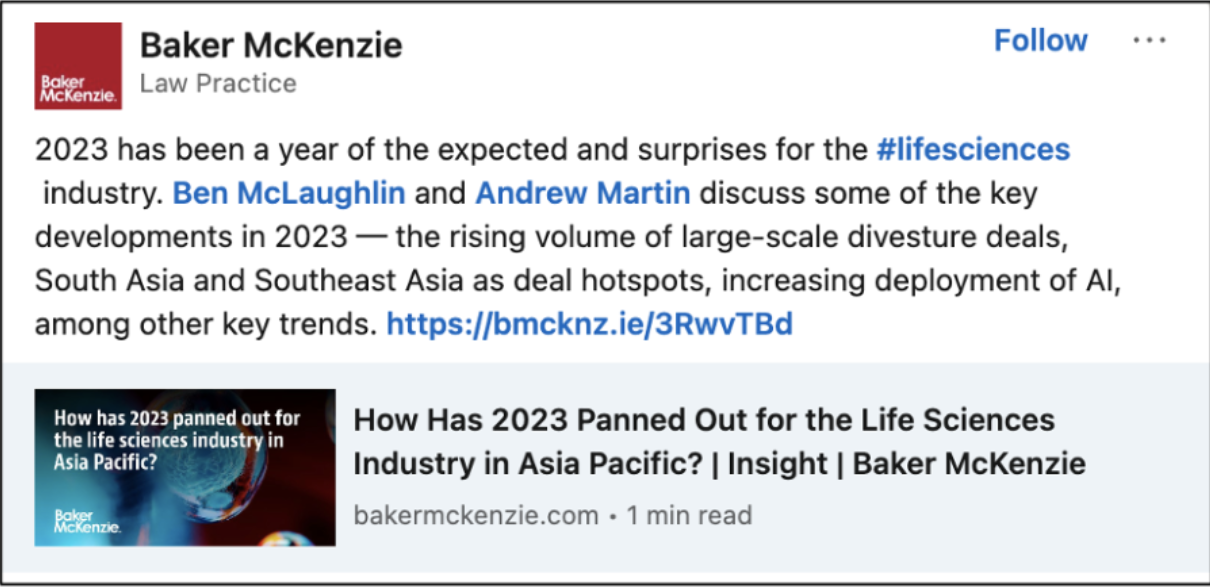 Baker
McKenzie.
Baker McKenzie
Law Practice
Follow
2023 has been a year of the expected and surprises for the #lifesciences
industry. Ben McLaughlin and Andrew Martin discuss some of the key
developments in 2023 — the rising volume of large-scale divesture deals,
South Asia and Southeast Asia as deal hotspots, increasing deployment of AI,
among other key trends. https://bmcknz.ie/3RwvTBd
How has 2023 panned out for
the life sciences industry in
Asia Pacific?
Baker
McKenzie.
How Has 2023 Panned Out for the Life Sciences
Industry in Asia Pacific? | Insight | Baker McKenzie
bakermckenzie.com • 1 min read